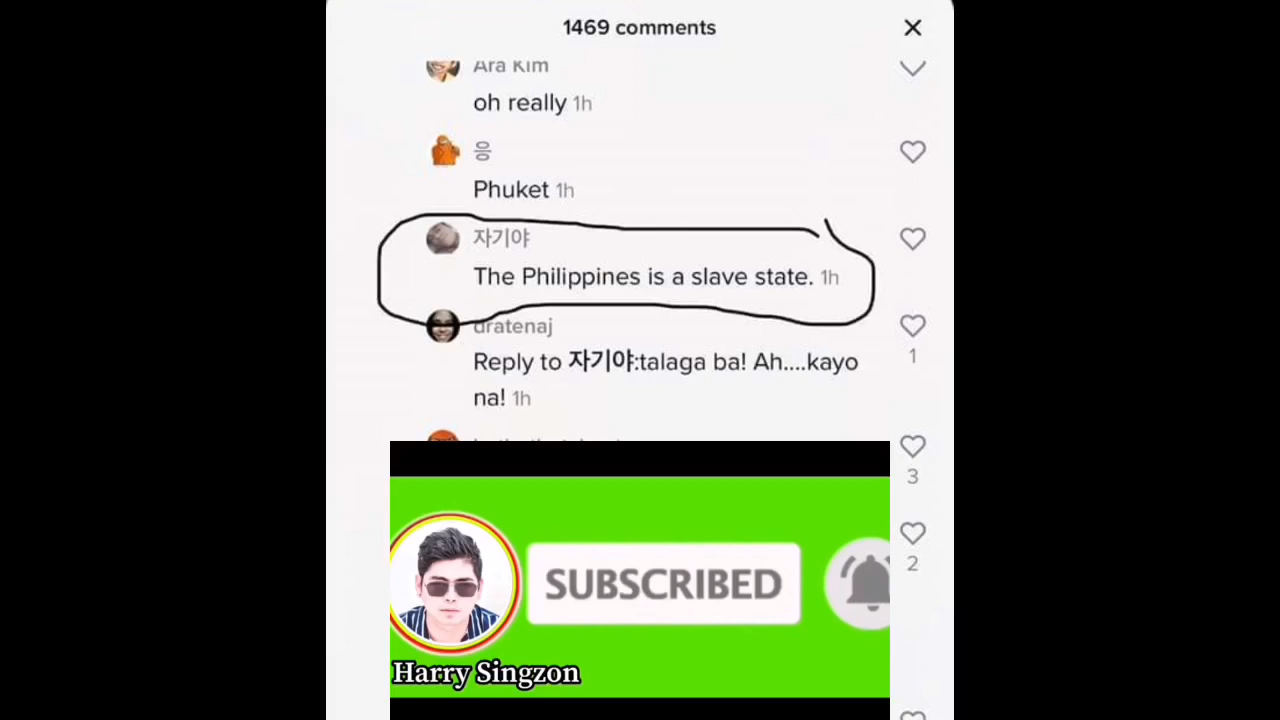 1469 comments
Ara Kim
oh really 1h
응
Phuket 1h
자기야
The Philippines is a slave state. 1h
dratenaj
Reply to 자기야:talaga ba! Ah....kayo
na! 1h
1
3
2
SUBSCRIBED
Harry Singzon